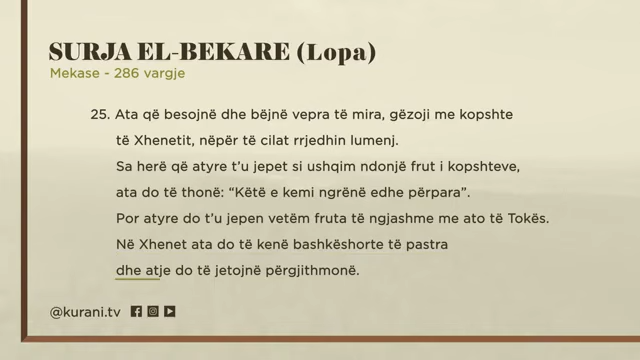 SURJA EL-BEKARE (Lopa)
Mekase - 286 vargje
25. Ata që besojnë dhe bëjnë vepra të mira, gëzoji me kopshte
të Xhenetit, nëpër të cilat rrjedhin lumenj.
Sa herë që atyre t’u jepet si ushqim ndonjë frut i kopshteve,
ata do të thonë: “Këtë e kemi ngrënë edhe përpara”.
Por atyre do t’u jepen vetëm fruta të ngjashme me ato të Tokës.
Në Xhenet ata do të kenë bashkëshorte të pastra
dhe atje do të jetojnë përgjithmonë.
@kurani.tv